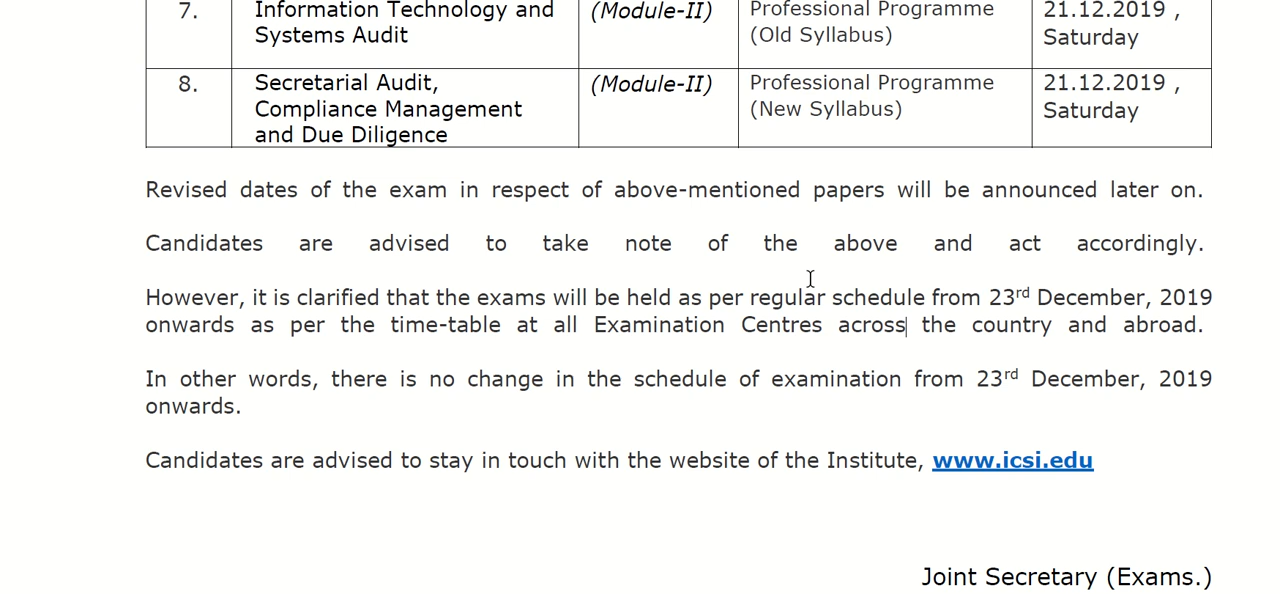 7. Information Technology and Systems Audit (Module-II) Professional Programme (Old Syllabus) 21.12.2019 , Saturday
8. Secretarial Audit, Compliance Management and Due Diligence (Module-II) Professional Programme (New Syllabus) 21.12.2019 , Saturday
Revised dates of the exam in respect of above-mentioned papers will be announced later on.
Candidates are advised to take note of the above and act accordingly.
However, it is clarified that the exams will be held as per regular schedule from 23rd December, 2019
onwards as per the time-table at all Examination Centres across the country and abroad.
In other words, there is no change in the schedule of examination from 23rd December, 2019
onwards.
Candidates are advised to stay in touch with the website of the Institute, www.icsi.edu
Joint Secretary (Exams.)